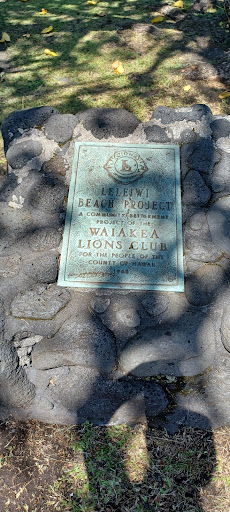 LELEIWI
BEACH PROJECT
A COMMUNITY BETTERMENT
PROJECT OF THE
WAIAKEA
LIONS CLUB
FOR THE PEOPLE OF THE
COUNTY OF HAWAII